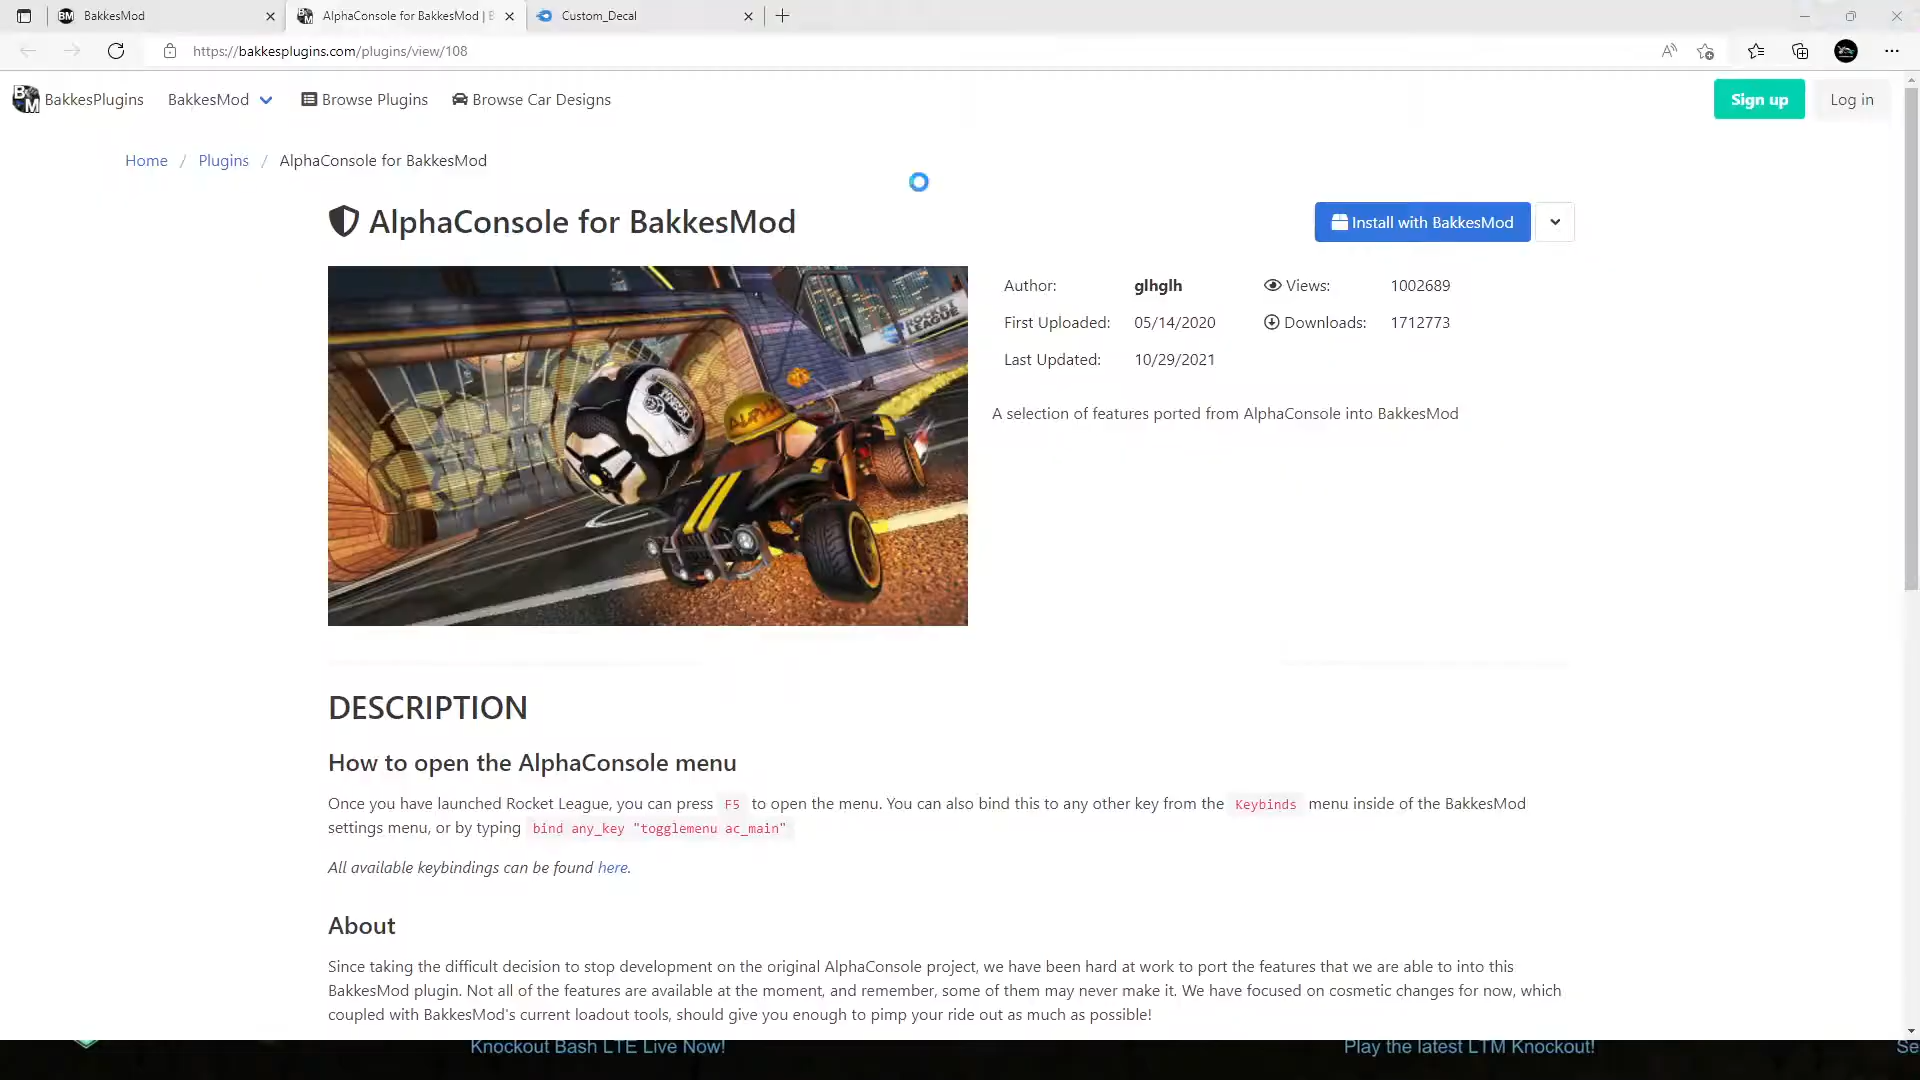 BakkesMod
AlphaConsole for BakkesMod | B
Custom_Decal
https://bakkesplugins.com/plugins/view/108
BakkesPlugins
BakkesMod
Browse Plugins
Browse Car Designs
Sign up
Log in
Home / Plugins / AlphaConsole for BakkesMod
AlphaConsole for BakkesMod
Install with BakkesMod
ROCKET
LEAGUE
ALPHA
Author: glhglh
Views: 1002689
First Uploaded: 05/14/2020
Downloads: 1712773
Last Updated: 10/29/2021
A selection of features ported from AlphaConsole into BakkesMod
DESCRIPTION
How to open the AlphaConsole menu
Once you have launched Rocket League, you can press F5 to open the menu. You can also bind this to any other key from the Keybinds menu inside of the BakkesMod
settings menu, or by typing bind any_key "togglemenu ac_main"
All available keybindings can be found here.
About
Since taking the difficult decision to stop development on the original AlphaConsole project, we have been hard at work to port the features that we are able to into this
BakkesMod plugin. Not all of the features are available at the moment, and remember, some of them may never make it. We have focused on cosmetic changes for now, which
coupled with BakkesMod's current loadout tools, should give you enough to pimp your ride out as much as possible!
Knockout Bash LTE Live Now!
Play the latest LTM Knockout!
Se